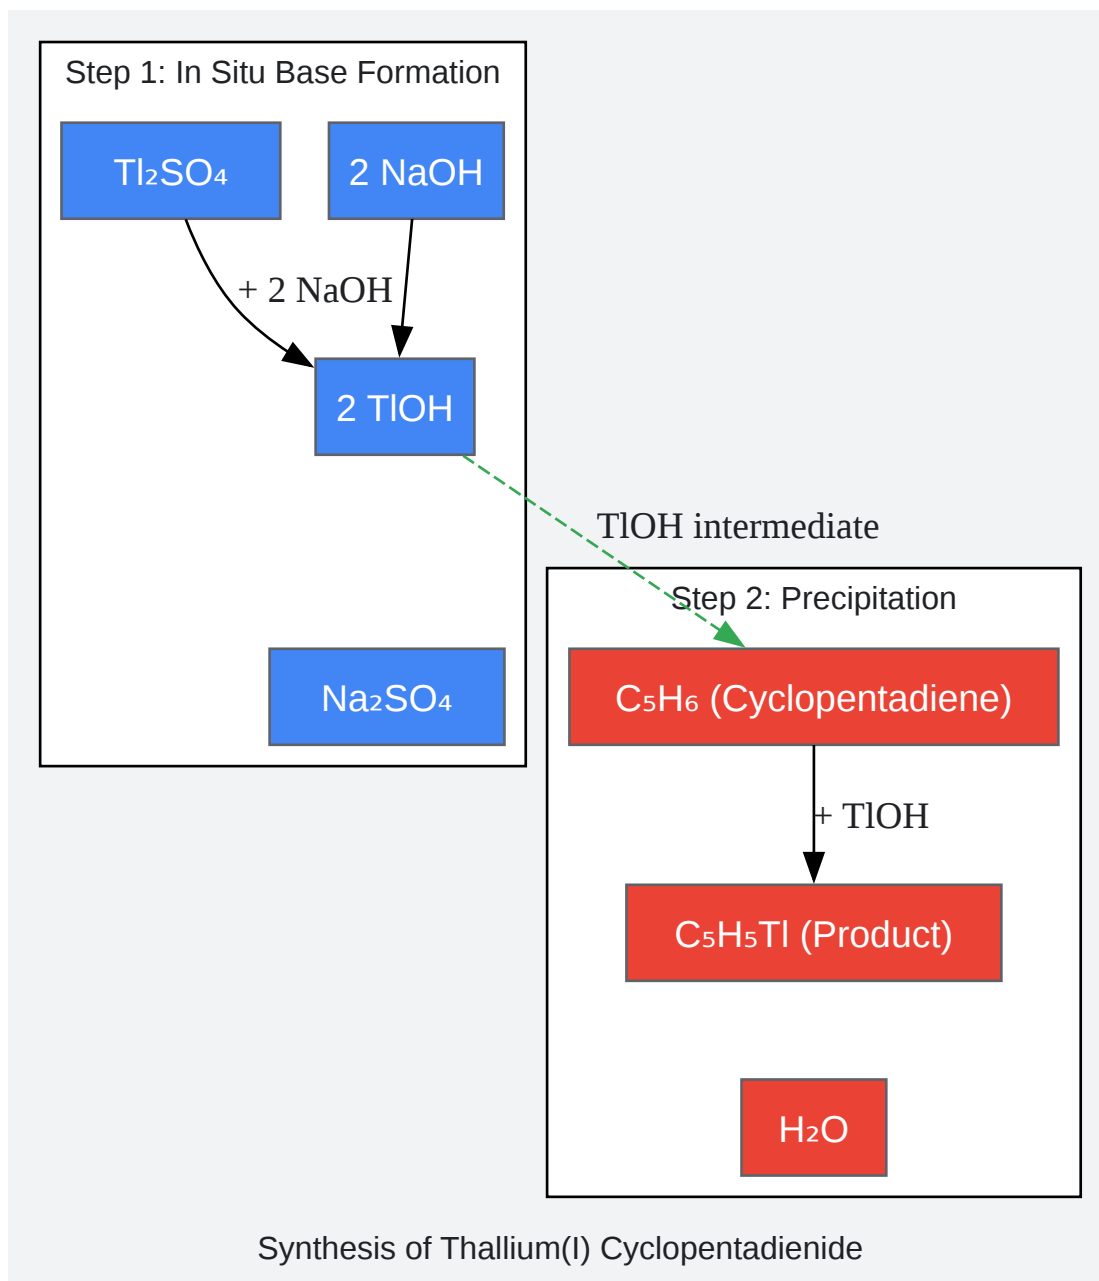 Step 1: In Situ Base Formation
Tl₂SO₄
2 NaOH
+ 2 NaOH
2 TlOH
TlOH intermediate
Step 2: Precipitation
Na₂SO₄
C₅H₆ (Cyclopentadiene)
+ TlOH
C₅H₅Tl (Product)
H₂O
Synthesis of Thallium(I) Cyclopentadienide